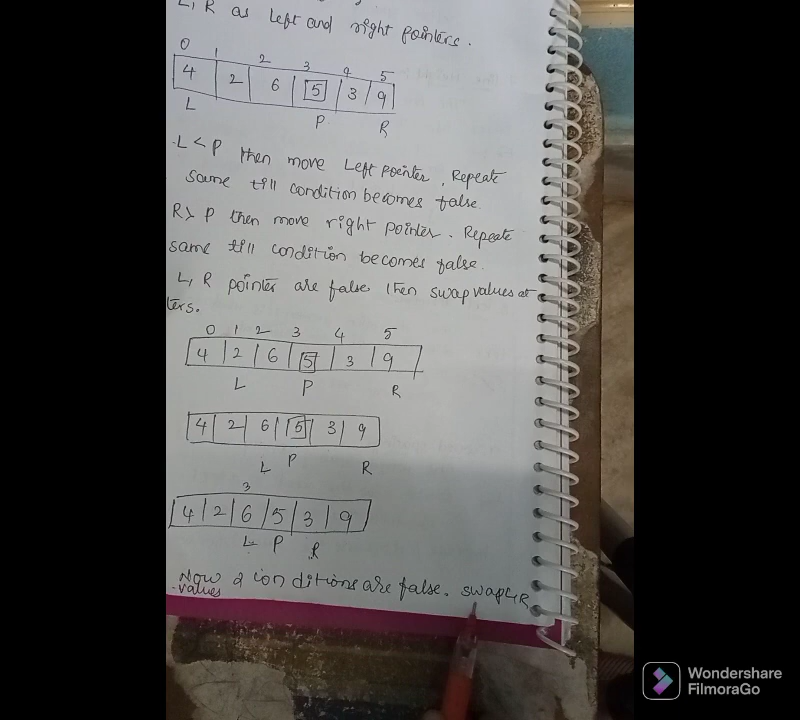 L, R as Left and right pointers.
0 1 2 3 4 5
4 2 6 5 3 9
L P R
L < P then move Left pointer. Repeate
same till condition becomes false
R > P then move right pointer. Repeate
same till condition becomes false.
L, R pointer are false then swap values at
ters.
0 1 2 3 4 5
4 2 6 5 3 9
L P R
4 2 6 5 3 9
L P R
3
4 2 6 5 3 9
L P R
Now 2 conditions are false. swap L, R
values
Wondershare
FilmoraGo